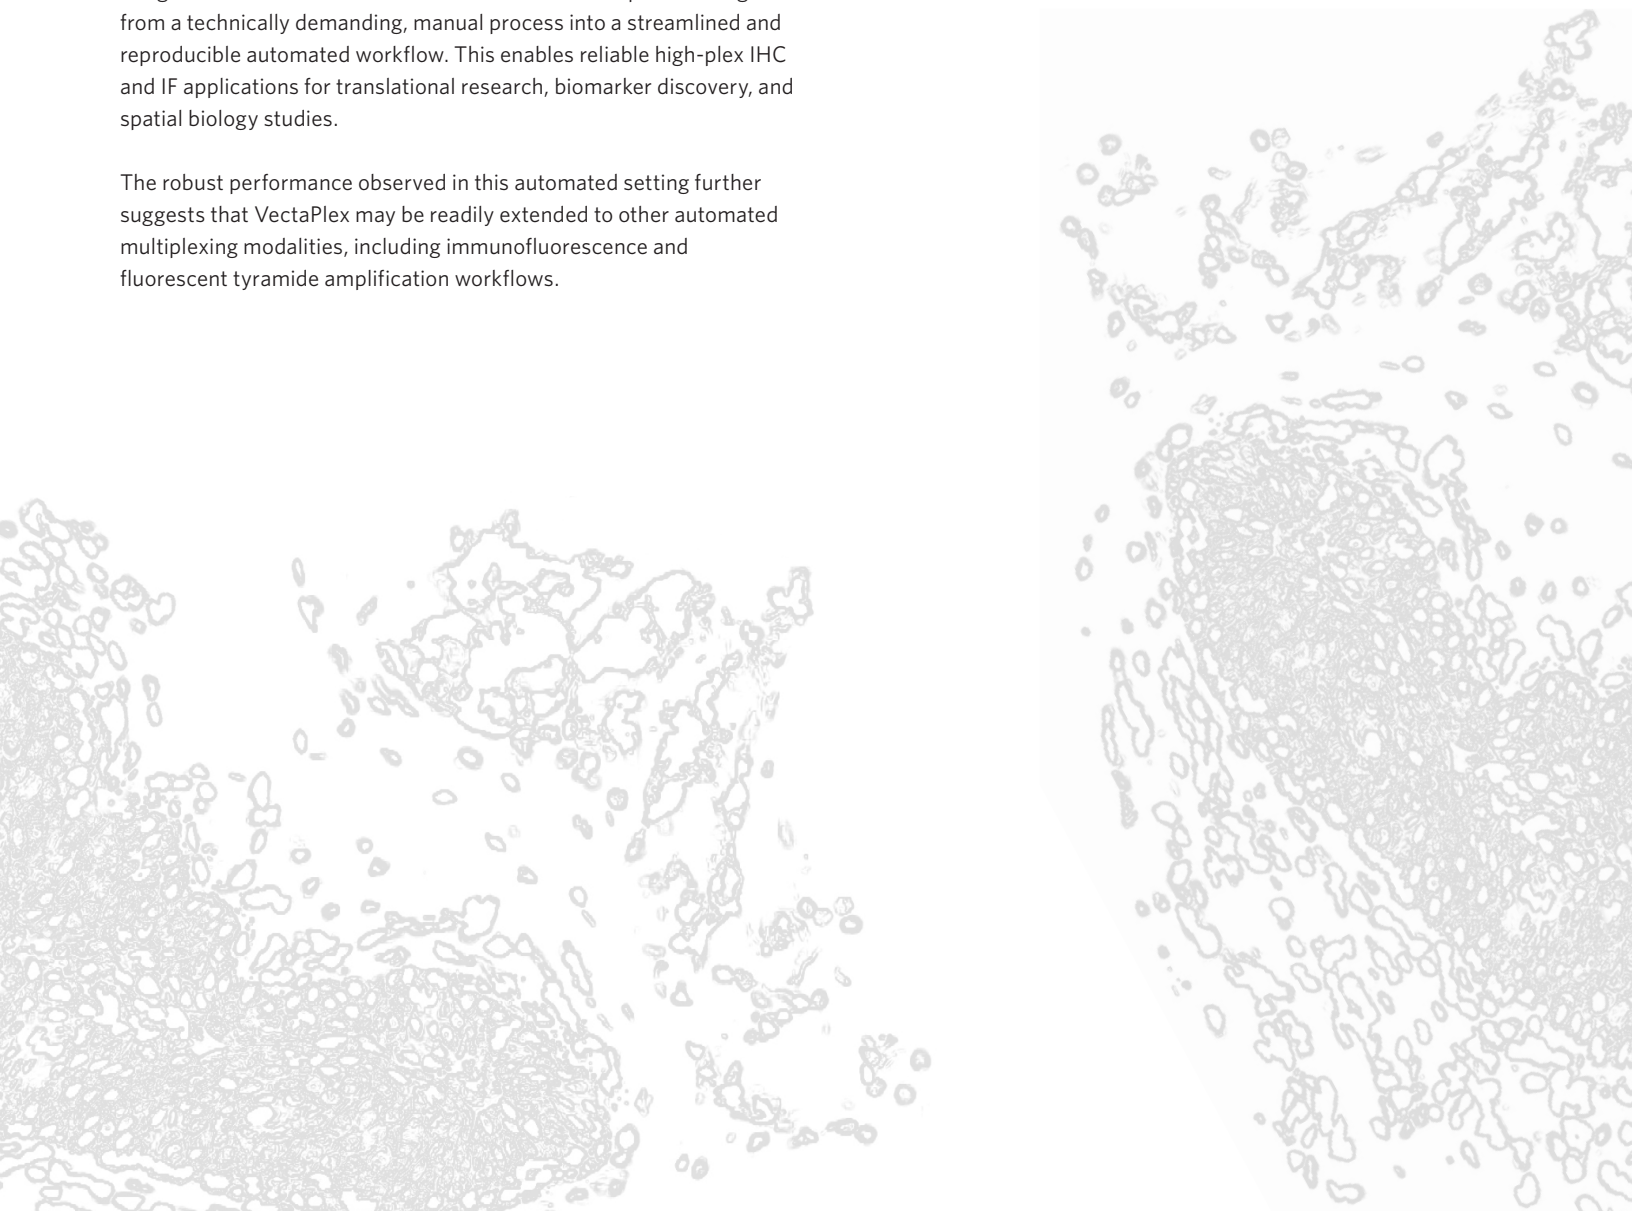 from a technically demanding, manual process into a streamlined and
reproducible automated workflow. This enables reliable high-plex IHC
and IF applications for translational research, biomarker discovery, and
spatial biology studies.
The robust performance observed in this automated setting further
suggests that VectaPlex may be readily extended to other automated
multiplexing modalities, including immunofluorescence and
fluorescent tyramide amplification workflows.